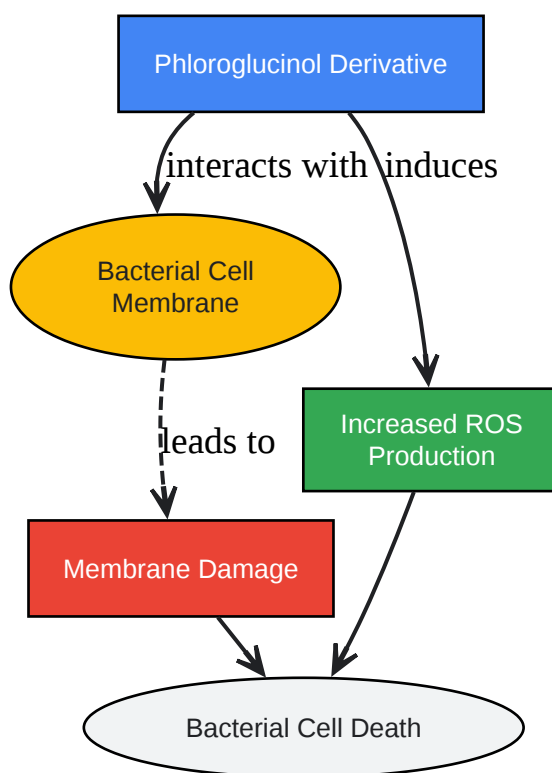 Phloroglucinol Derivative
interacts with
induces
Bacterial Cell
Membrane
Increased ROS
Production
leads to
Membrane Damage
Bacterial Cell Death